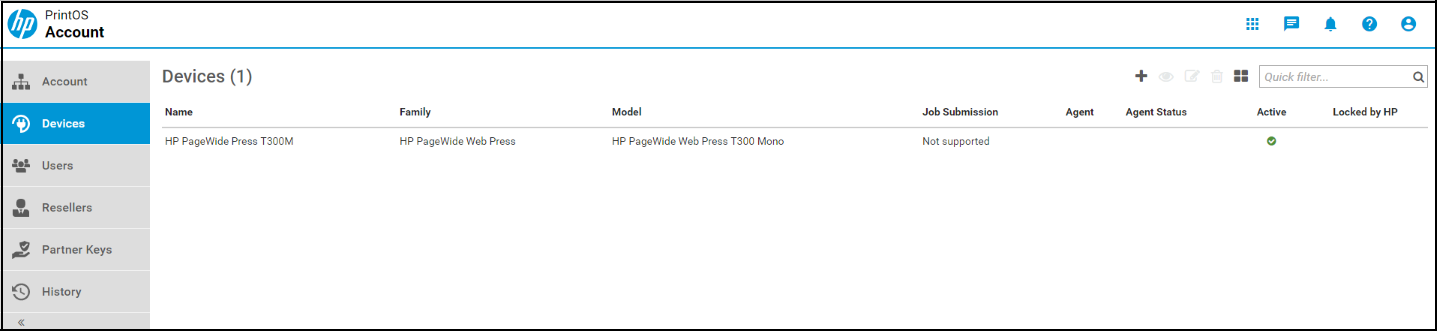 hp PrintOS
Account
Account
Devices
Users
Resellers
Partner Keys
History
«
Devices (1)
Quick filter...
Name Family Model Job Submission Agent Agent Status Active Locked by HP
HP PageWide Press T300M HP PageWide Web Press HP PageWide Web Press T300 Mono Not supported